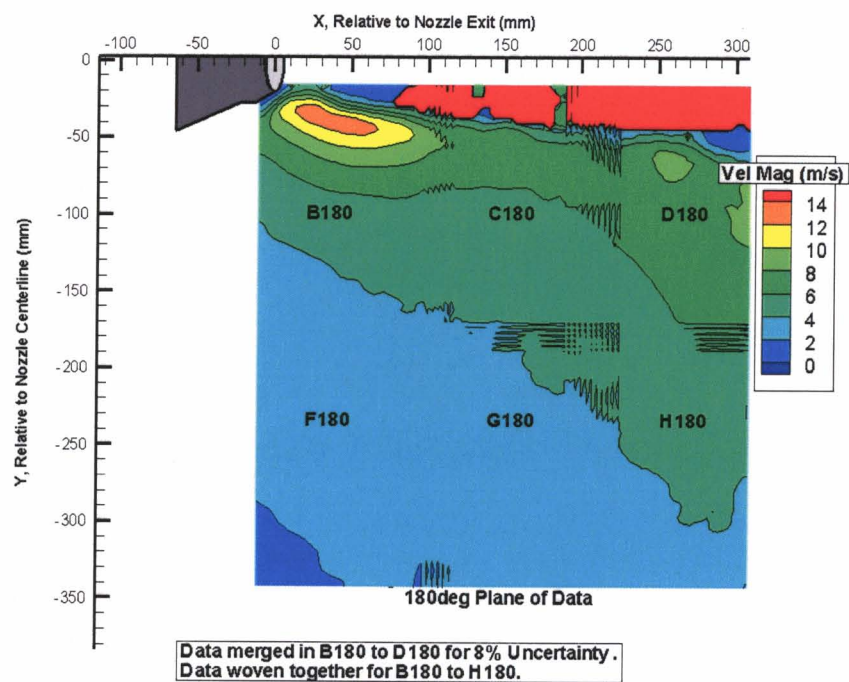 X, Relative to Nozzle Exit (mm)
-100 -50 0 50 100 150 200 250 300
Y, Relative to Nozzle Centerline (mm)
0
-50
-100
-150
-200
-250
-300
-350
Vel Mag (m/s)
14
12
10
8
6
4
2
0
B180 C180 D180
F180 G180 H180
180deg Plane of Data
Data merged in B180 to D180 for 8% Uncertainty.
Data woven together for B180 to H180.